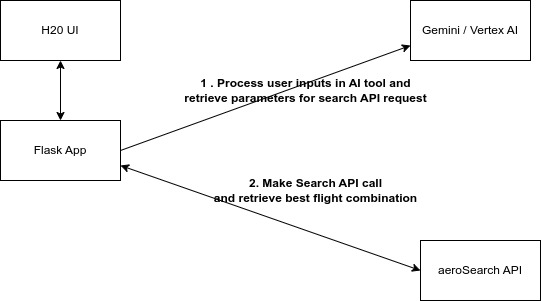 H20 UI
Gemini / Vertex AI
1 . Process user inputs in AI tool and
retrieve parameters for search API request
Flask App
2. Make Search API call
and retrieve best flight combination
aeroSearch API